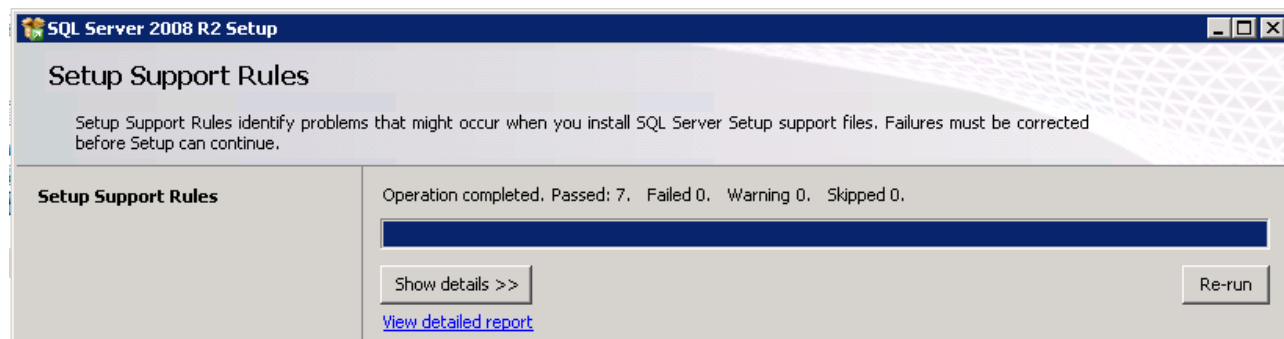 SQL Server 2008 R2 Setup
Setup Support Rules
Setup Support Rules identify problems that might occur when you install SQL Server Setup support files. Failures must be corrected
before Setup can continue.
Setup Support Rules
Operation completed. Passed: 7. Failed 0. Warning 0. Skipped 0.
Show details >>
Re-run
View detailed report